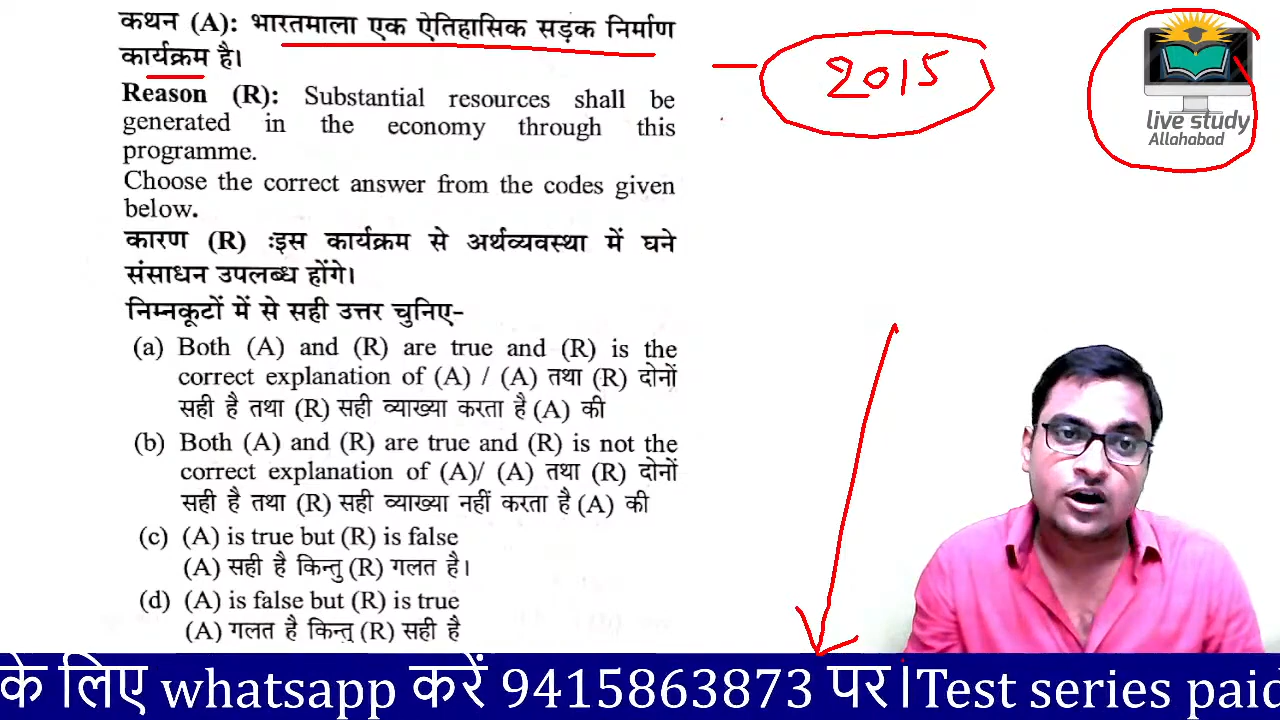 कथन (A): भारतमाला एक ऐतिहासिक सड़क निर्माण
कार्यक्रम है।
Reason (R): Substantial resources shall be
generated in the economy through this
programme.
Choose the correct answer from the codes given
below.
कारण (R) :इस कार्यक्रम से अर्थव्यवस्था में घने
संसाधन उपलब्ध होंगे।
निम्नकूटों में से सही उत्तर चुनिए-
(a) Both (A) and (R) are true and (R) is the
correct explanation of (A) / (A) तथा (R) दोनों
सही है तथा (R) सही व्याख्या करता है (A) की
(b) Both (A) and (R) are true and (R) is not the
correct explanation of (A)/ (A) तथा (R) दोनों
सही है तथा (R) सही व्याख्या नहीं करता है (A) की
(c) (A) is true but (R) is false
(A) सही है किन्तु (R) गलत है।
(d) (A) is false but (R) is true
(A) गलत है किन्तु (R) सही है
2015
live study
Allahabad
के लिए whatsapp करें 9415863873 पर।Test series paid